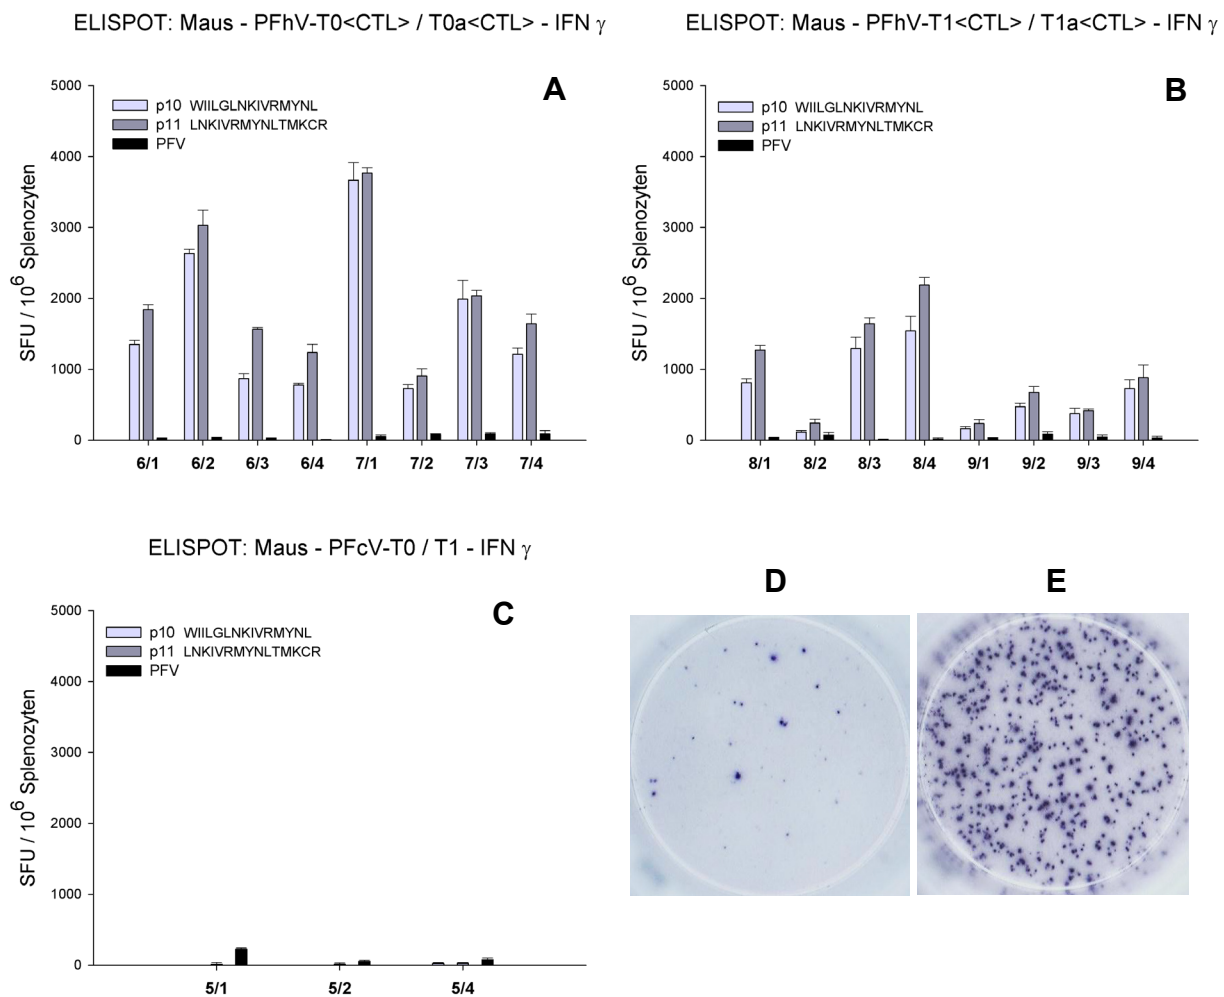 ELISPOT: Maus - PFhV-T0<CTL> / T0a<CTL> - IFN γ
A
SFU / 10⁶ Splenozyten
5000
4000
3000
2000
1000
0
p10 WIILGLNKIVRMYNL
p11 LNKIVRMYNLTMKCR
PFV
6/1 6/2 6/3 6/4 7/1 7/2 7/3 7/4
ELISPOT: Maus - PFhV-T1<CTL> / T1a<CTL> - IFN γ
B
SFU / 10⁶ Splenozyten
5000
4000
3000
2000
1000
0
p10 WIILGLNKIVRMYNL
p11 LNKIVRMYNLTMKCR
PFV
8/1 8/2 8/3 8/4 9/1 9/2 9/3 9/4
ELISPOT: Maus - PFcV-T0 / T1 - IFN γ
C
SFU / 10⁶ Splenozyten
5000
4000
3000
2000
1000
0
p10 WIILGLNKIVRMYNL
p11 LNKIVRMYNLTMKCR
PFV
5/1 5/2 5/4
D
E